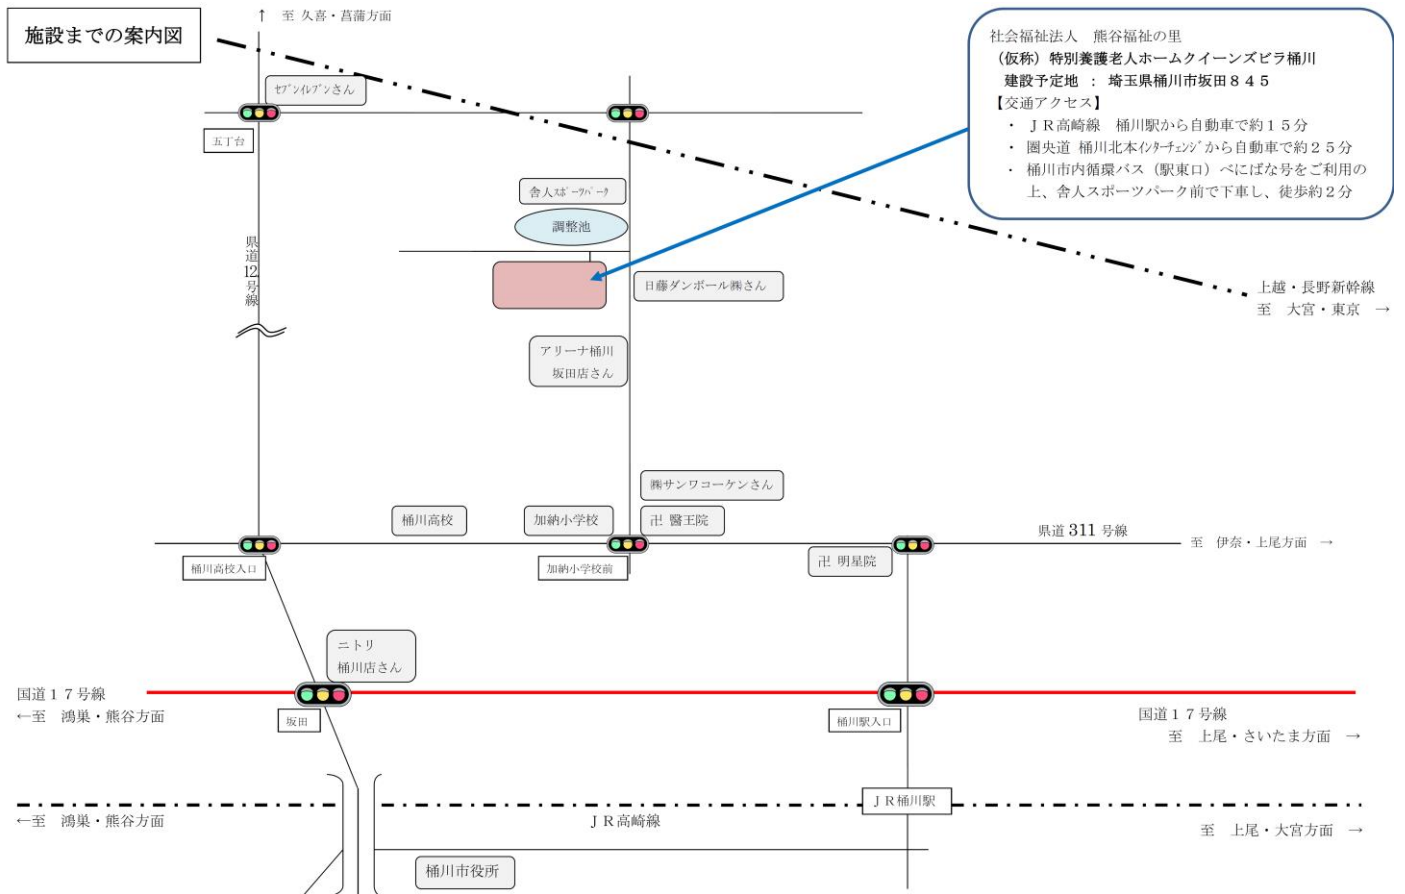 ↑　至 久喜・菖蒲方面
施設までの案内図
社会福祉法人　熊谷福祉の里
（仮称）特別養護老人ホームクイーンズビラ桶川
建設予定地　：　埼玉県桶川市坂田８４５
【交通アクセス】
・　ＪＲ高崎線　桶川駅から自動車で約１５分
・　圏央道 桶川北本ｲﾝﾀｰﾁｪﾝｼﾞから自動車で約２５分
・　桶川市内循環バス（駅東口）べにばな号をご利用の
上、舎人スポーツパーク前で下車し、徒歩約２分
ｾﾌﾞﾝｲﾚﾌﾞﾝさん
五丁台
舎人ｽﾎﾟｰﾂﾊﾟｰｸ
調整池
県道12号線
日藤ダンボール㈱さん
上越・長野新幹線
至　大宮・東京　→
アリーナ桶川
坂田店さん
㈱サンワコーケンさん
桶川高校
加納小学校
卍 醫王院
県道 311 号線
至　伊奈・上尾方面　→
桶川高校入口
加納小学校前
卍 明星院
ニトリ
桶川店さん
国道１７号線
←至　鴻巣・熊谷方面
坂田
桶川駅入口
国道１７号線
至　上尾・さいたま方面　→
ＪＲ桶川駅
←至　鴻巣・熊谷方面
ＪＲ高崎線
至　上尾・大宮方面　→
桶川市役所